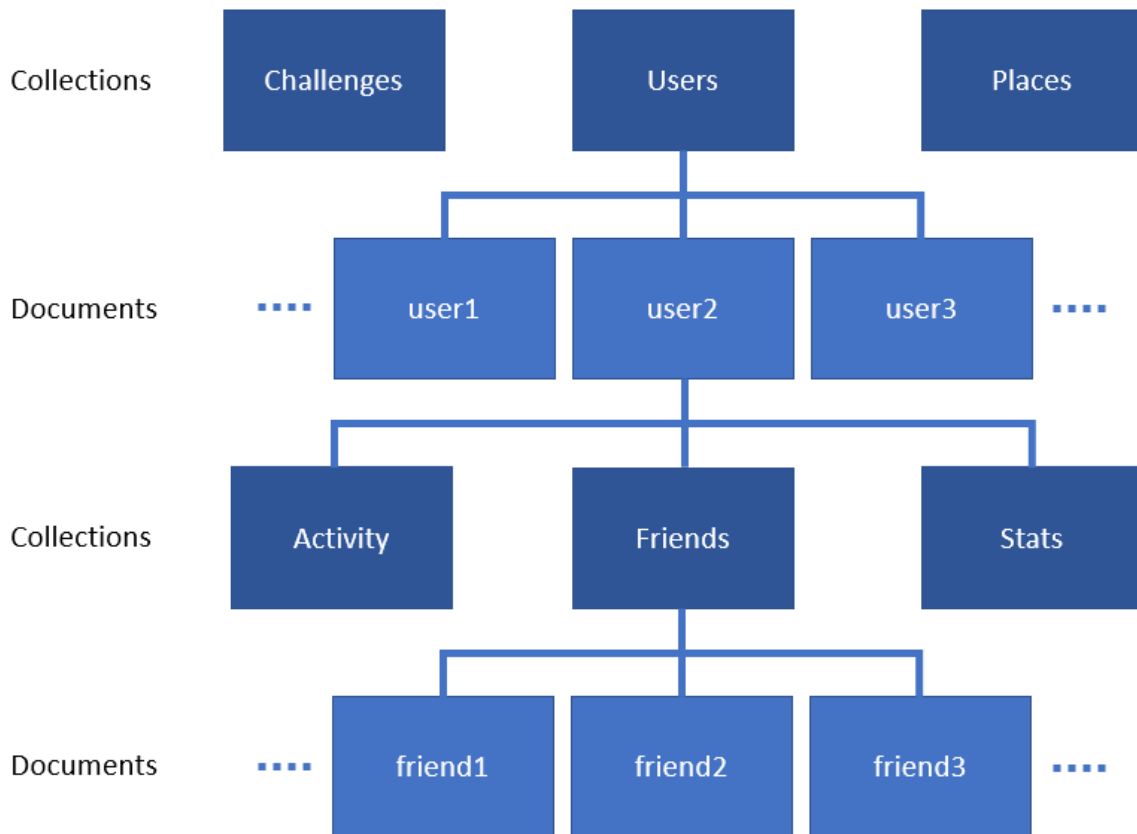 Collections Challenges Users Places
Documents user1 user2 user3
Collections Activity Friends Stats
Documents friend1 friend2 friend3